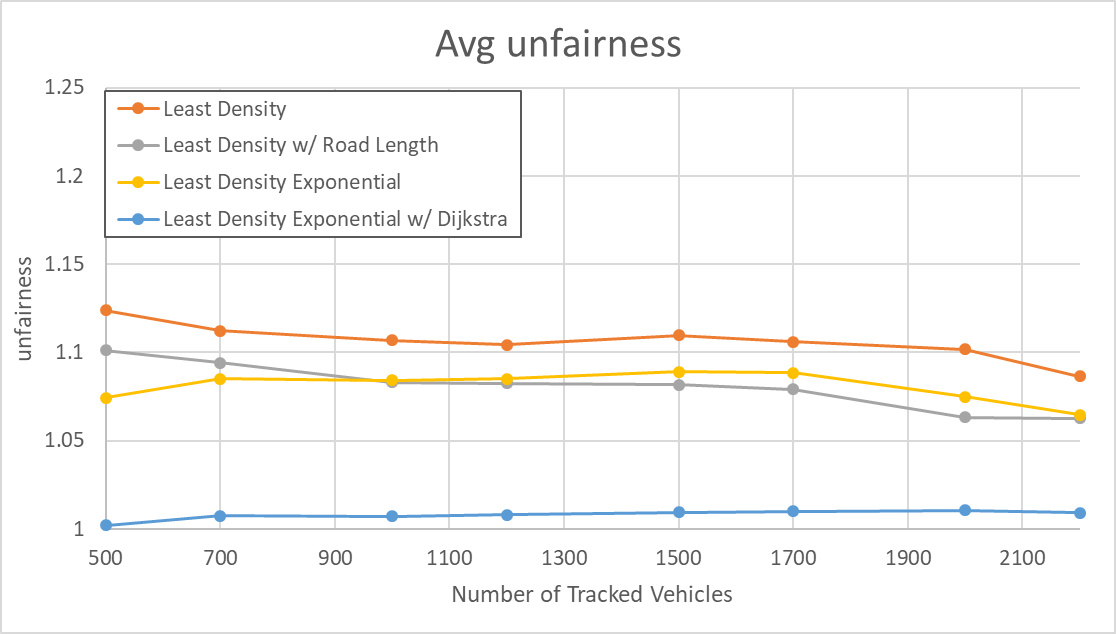 Avg unfairness
1.25
1.2
1.15
1.1
1.05
1
unfairness
Least Density
Least Density w/ Road Length
Least Density Exponential
Least Density Exponential w/ Dijkstra
500 700 900 1100 1300 1500 1700 1900 2100
Number of Tracked Vehicles